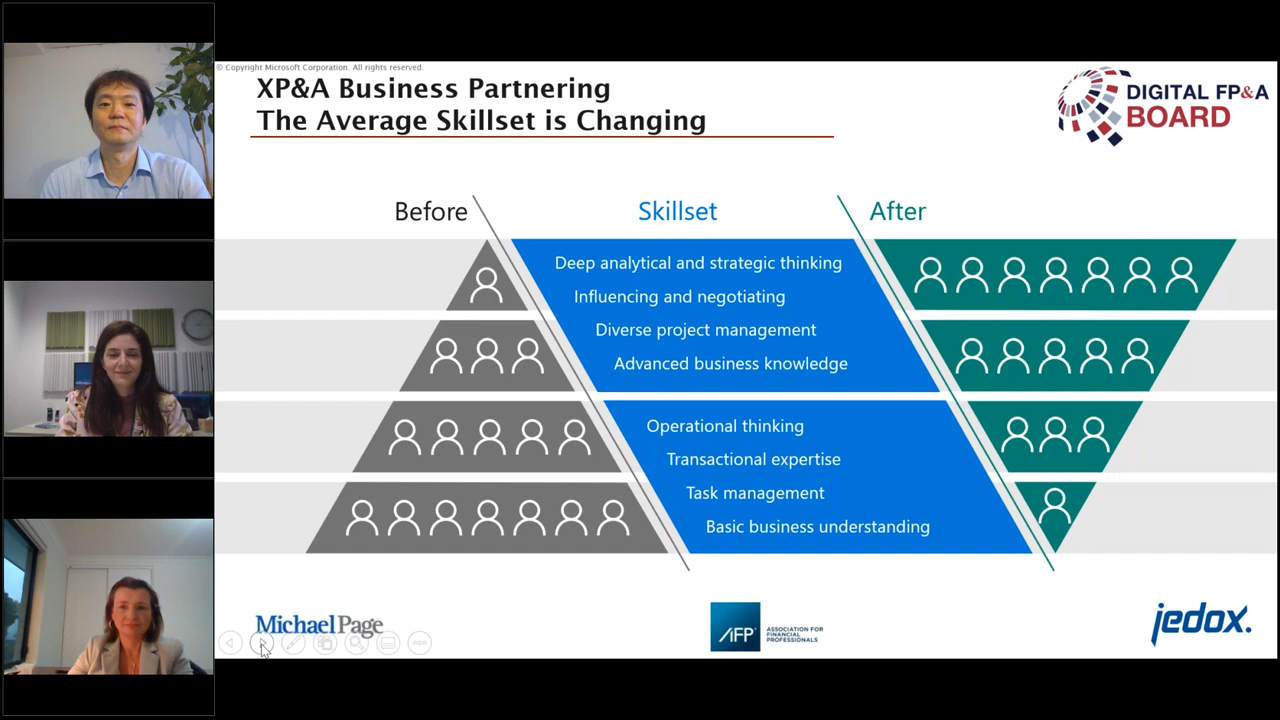 © Copyright Microsoft Corporation. All rights reserved.
XP&A Business Partnering
The Average Skillset is Changing
DIGITAL FP&A
BOARD
Before
Skillset
After
Deep analytical and strategic thinking
Influencing and negotiating
Diverse project management
Advanced business knowledge
Operational thinking
Transactional expertise
Task management
Basic business understanding
MichaelPage
AFP
ASSOCIATION FOR
FINANCIAL
PROFESSIONALS
jedox.